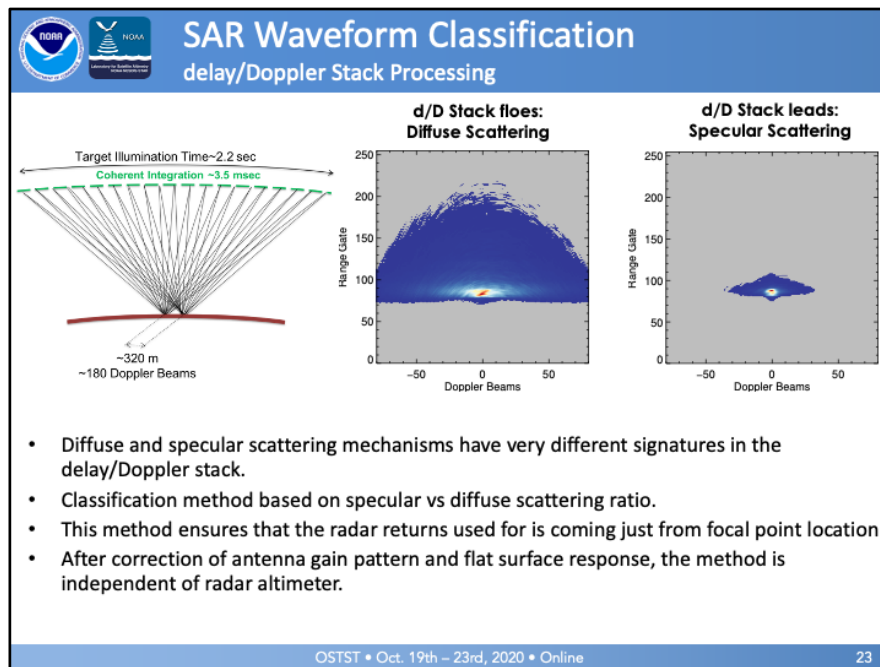 SAR Waveform Classification
delay/Doppler Stack Processing
NOAA
NOAA
d/D Stack floes:
Diffuse Scattering
d/D Stack leads:
Specular Scattering
Target Illumination Time~2.2 sec
Coherent Integration ~3.5 msec
~320 m
~180 Doppler Beams
250
200
150
100
50
0
Range Gate
−50
0
50
Doppler Beams
250
200
150
100
50
0
Range Gate
−50
0
50
Doppler Beams
• Diffuse and specular scattering mechanisms have very different signatures in the
delay/Doppler stack.
• Classification method based on specular vs diffuse scattering ratio.
• This method ensures that the radar returns used for is coming just from focal point location
• After correction of antenna gain pattern and flat surface response, the method is
independent of radar altimeter.
OSTST • Oct. 19th – 23rd, 2020 • Online
23